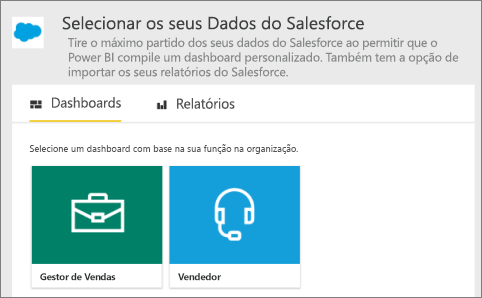 Selecionar os seus Dados do Salesforce
Tire o máximo partido dos seus dados do Salesforce ao permitir que o
Power BI compile um dashboard personalizado. Também tem a opção de
importar os seus relatórios do Salesforce.
Dashboards Relatórios
Selecione um dashboard com base na sua função na organização.
Gestor de Vendas Vendedor